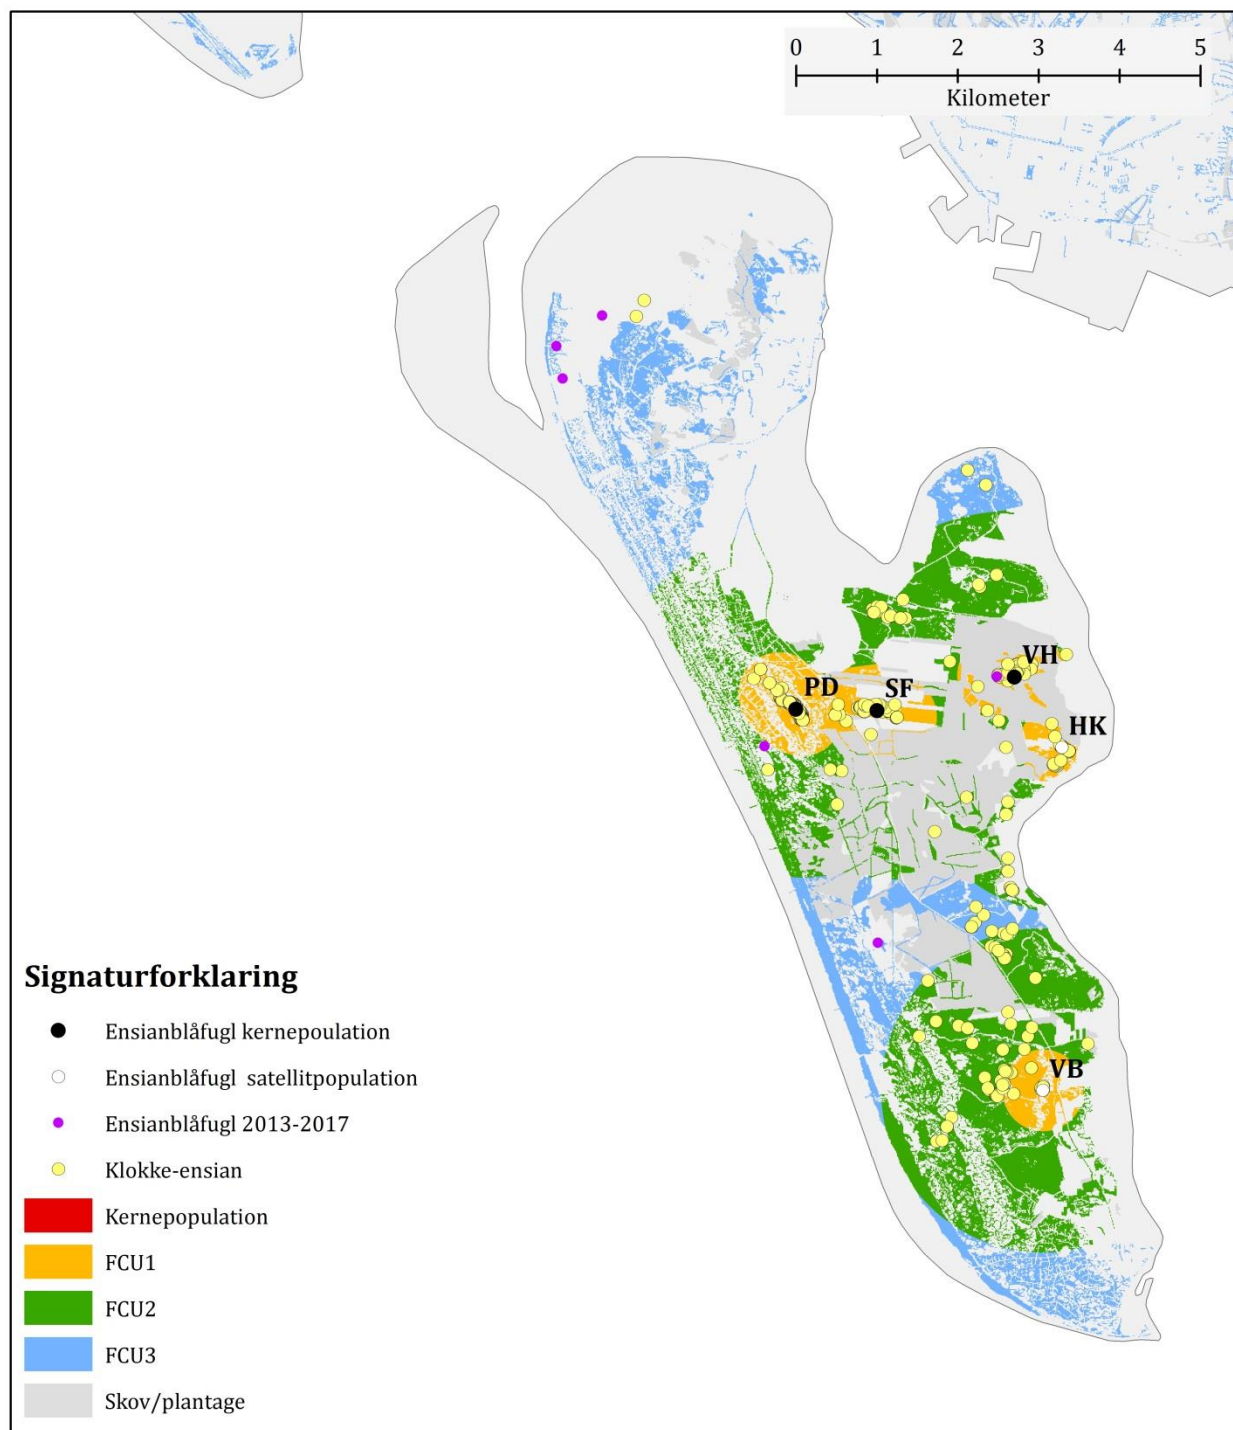 0 1 2 3 4 5
Kilometer
VH
PD
SF
HK
VB
Signaturforklaring
Ensianblåfugl kernepoulation
Ensianblåfugl satellitpopulation
Ensianblåfugl 2013-2017
Klokke-ensian
Kernepopulation
FCU1
FCU2
FCU3
Skov/plantage